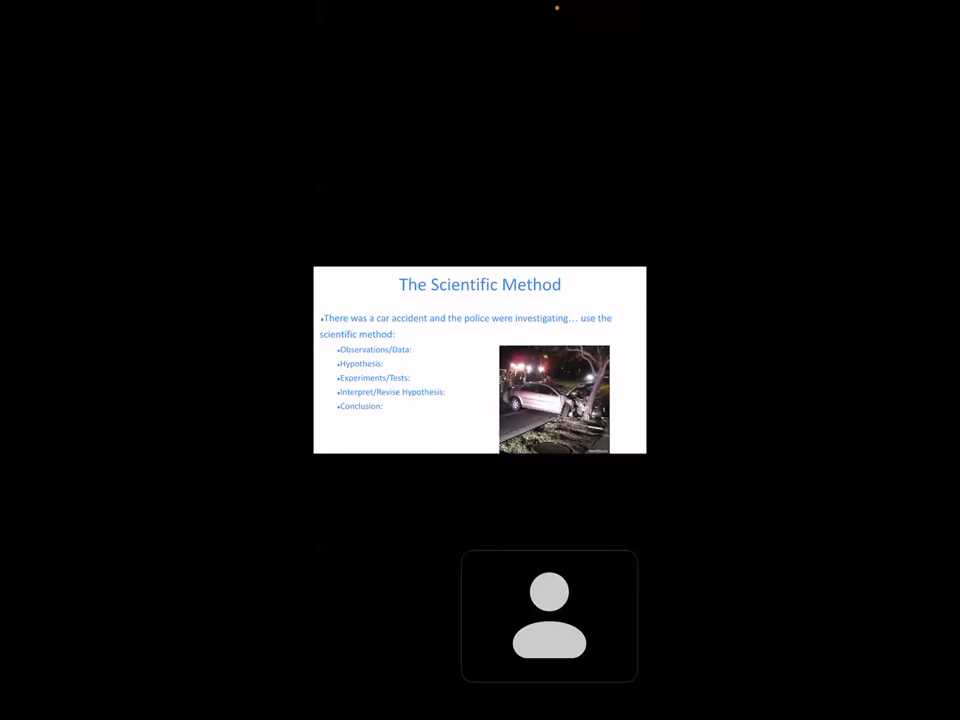 The Scientific Method
•There was a car accident and the police were investigating... use the
scientific method:
•Observations/Data:
•Hypothesis:
•Experiments/Tests:
•Interpret/Revise Hypothesis:
•Conclusion: